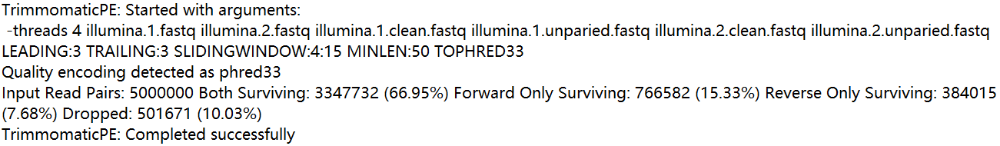 TrimmomaticPE: Started with arguments:
-threads 4 illumina.1.fastq illumina.2.fastq illumina.1.clean.fastq illumina.1.unparied.fastq illumina.2.clean.fastq illumina.2.unparied.fastq
LEADING:3 TRAILING:3 SLIDINGWINDOW:4:15 MINLEN:50 TOPHRED33
Quality encoding detected as phred33
Input Read Pairs: 5000000 Both Surviving: 3347732 (66.95%) Forward Only Surviving: 766582 (15.33%) Reverse Only Surviving: 384015
(7.68%) Dropped: 501671 (10.03%)
TrimmomaticPE: Completed successfully